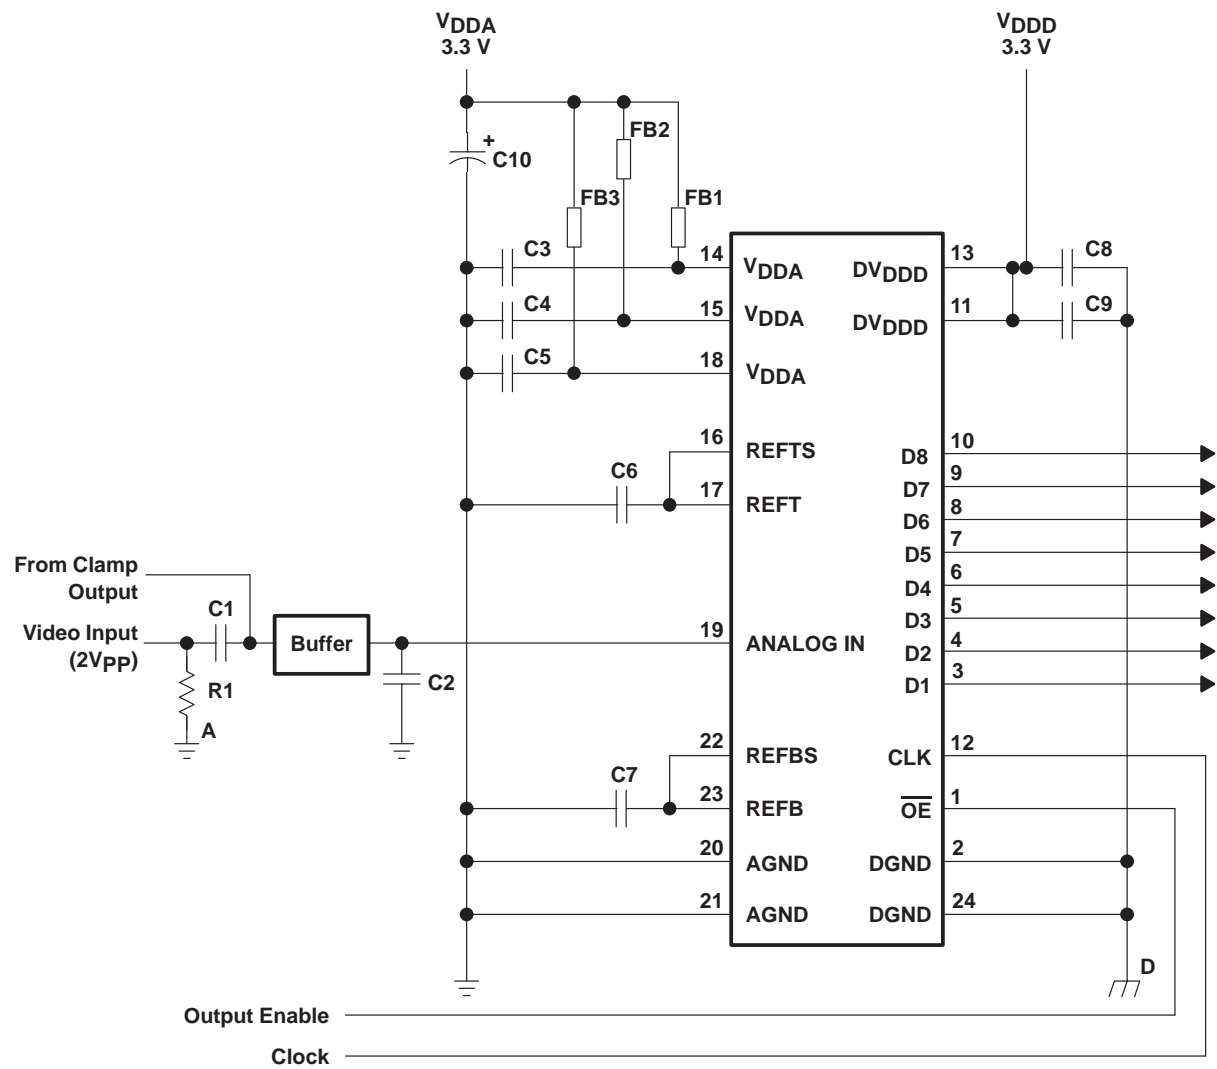 VDDA
3.3 V
VDDD
3.3 V
+
C10
FB2
FB3
FB1
C3
14
VDDA
DVDDD
13
C8
C4
15
VDDA
DVDDD
11
C9
C5
18
VDDA
16
REFTS
C6
17
REFT
D8
10
D7
9
D6
8
D5
7
D4
6
D3
5
D2
4
D1
3
From Clamp
Output
Video Input
(2VPP)
C1
R1
A
Buffer
C2
19
ANALOG IN
22
REFBS
CLK
12
C7
23
REFB
OE
1
20
AGND
DGND
2
21
AGND
DGND
24
D
Output Enable
Clock